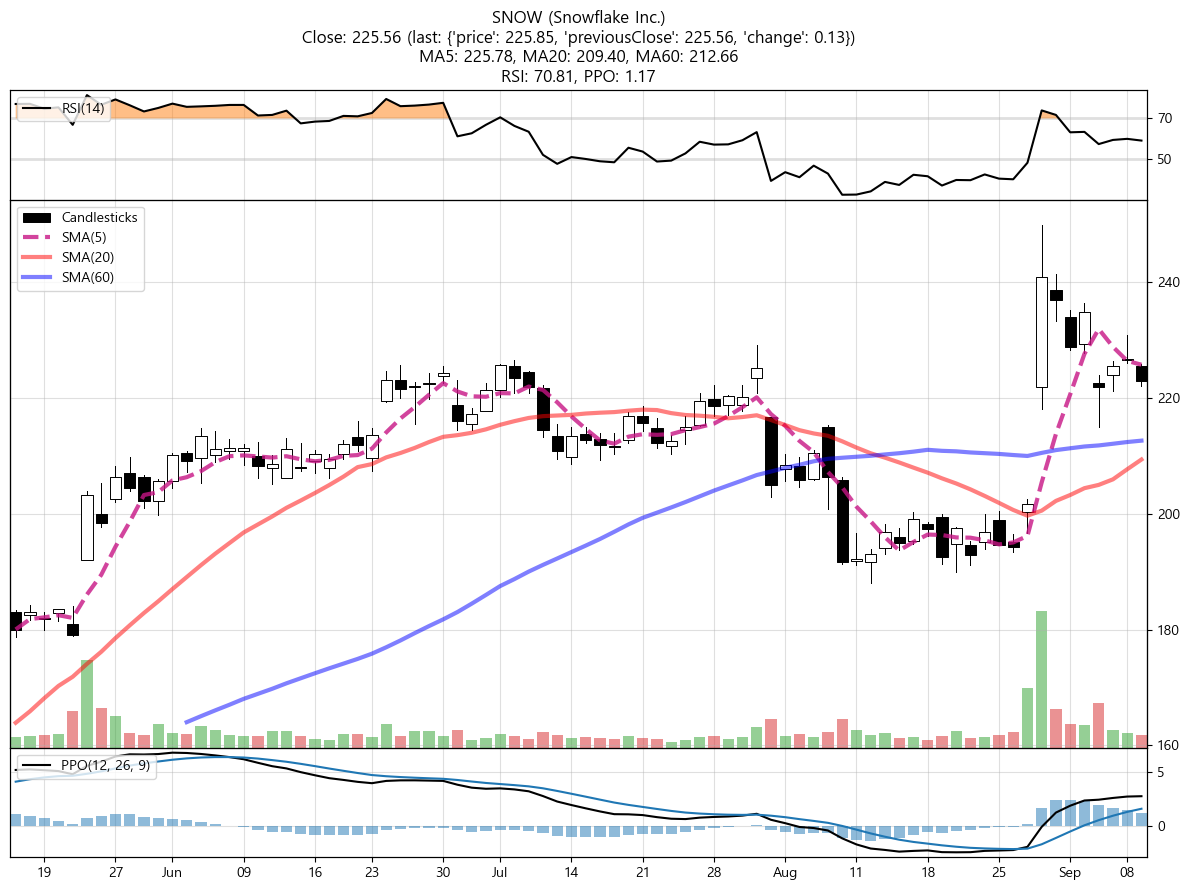 SNOW (Snowflake Inc.)
Close: 225.56 (last: {'price': 225.85, 'previousClose': 225.56, 'change': 0.13})
MA5: 225.78, MA20: 209.40, MA60: 212.66
RSI: 70.81, PPO: 1.17
RSI(14)
70
50
Candlesticks
SMA(5)
SMA(20)
SMA(60)
240
220
200
180
160
PPO(12, 26, 9)
5
0
19 27 Jun 09 16 23 30 Jul 07 14 21 28 Aug 11 18 25 Sep 08